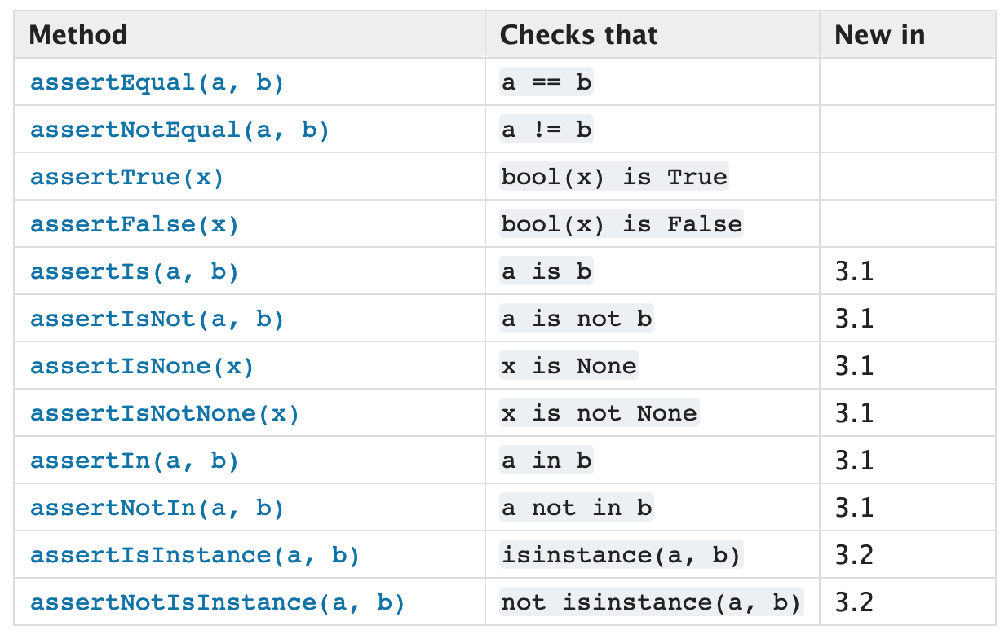 Method Checks that New in
assertEqual(a, b) a == b
assertNotEqual(a, b) a != b
assertTrue(x) bool(x) is True
assertFalse(x) bool(x) is False
assertIs(a, b) a is b 3.1
assertIsNot(a, b) a is not b 3.1
assertIsNone(x) x is None 3.1
assertIsNotNone(x) x is not None 3.1
assertIn(a, b) a in b 3.1
assertNotIn(a, b) a not in b 3.1
assertIsInstance(a, b) isinstance(a, b) 3.2
assertNotIsInstance(a, b) not isinstance(a, b) 3.2